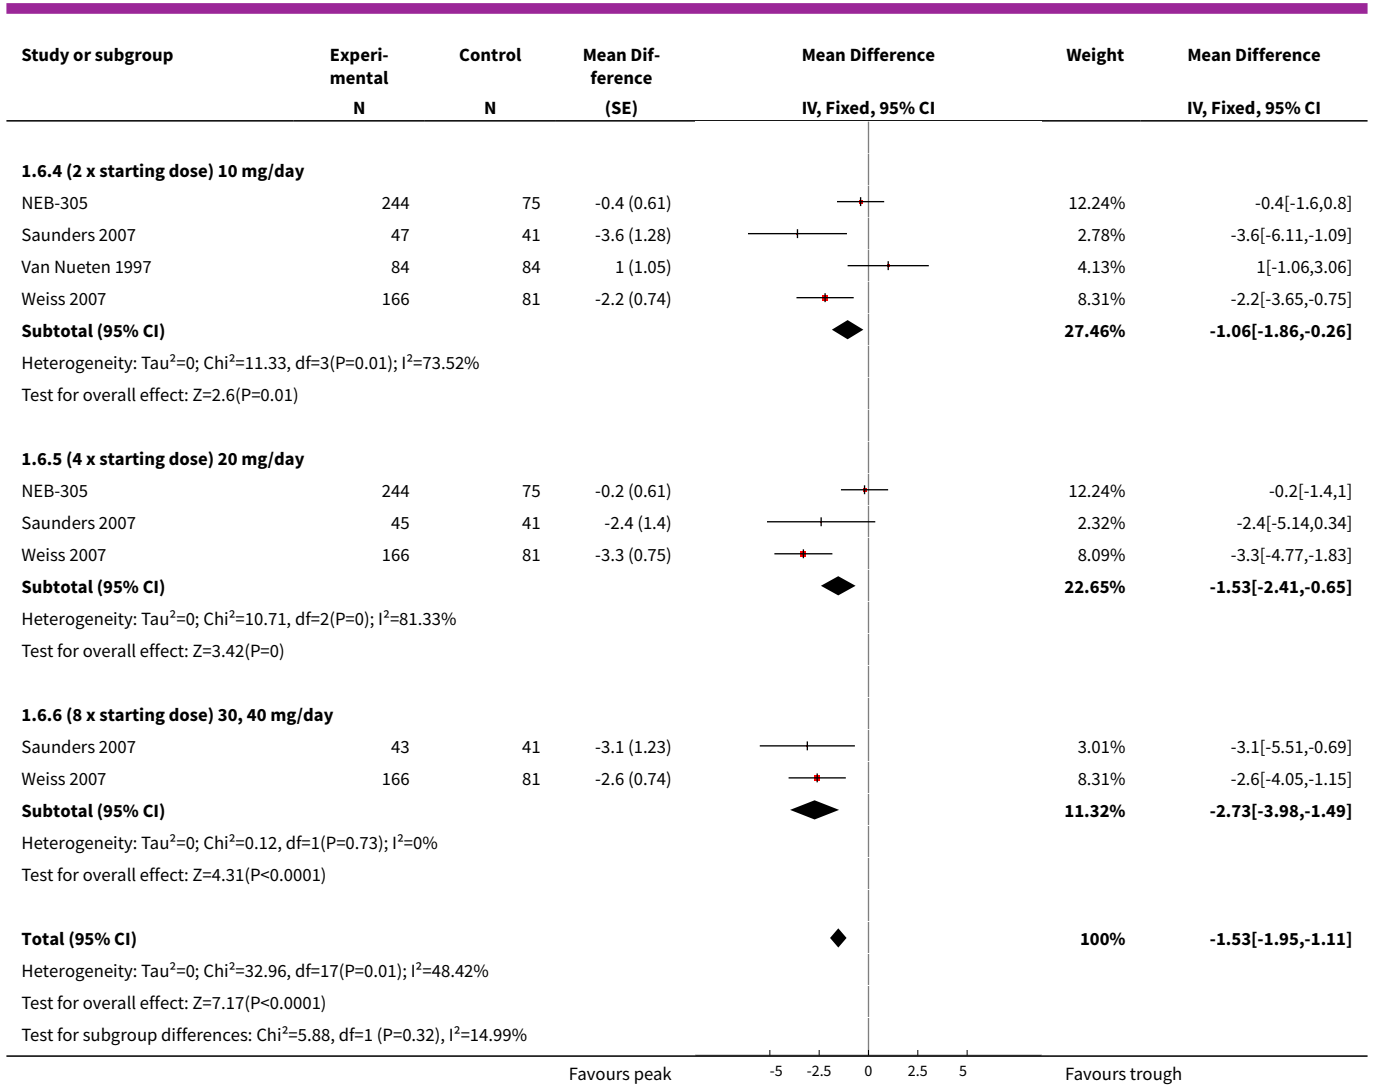 Study or subgroup Experi- Control Mean Dif- Mean Difference Weight Mean Difference
mental ference
N N (SE) IV, Fixed, 95% CI IV, Fixed, 95% CI
1.6.4 (2 x starting dose) 10 mg/day
NEB-305 244 75 -0.4 (0.61) 12.24% -0.4[-1.6,0.8]
Saunders 2007 47 41 -3.6 (1.28) 2.78% -3.6[-6.11,-1.09]
Van Nueten 1997 84 84 1 (1.05) 4.13% 1[-1.06,3.06]
Weiss 2007 166 81 -2.2 (0.74) 8.31% -2.2[-3.65,-0.75]
Subtotal (95% CI) 27.46% -1.06[-1.86,-0.26]
Heterogeneity: Tau²=0; Chi²=11.33, df=3(P=0.01); I²=73.52%
Test for overall effect: Z=2.6(P=0.01)
1.6.5 (4 x starting dose) 20 mg/day
NEB-305 244 75 -0.2 (0.61) 12.24% -0.2[-1.4,1]
Saunders 2007 45 41 -2.4 (1.4) 2.32% -2.4[-5.14,0.34]
Weiss 2007 166 81 -3.3 (0.75) 8.09% -3.3[-4.77,-1.83]
Subtotal (95% CI) 22.65% -1.53[-2.41,-0.65]
Heterogeneity: Tau²=0; Chi²=10.71, df=2(P=0); I²=81.33%
Test for overall effect: Z=3.42(P=0)
1.6.6 (8 x starting dose) 30, 40 mg/day
Saunders 2007 43 41 -3.1 (1.23) 3.01% -3.1[-5.51,-0.69]
Weiss 2007 166 81 -2.6 (0.74) 8.31% -2.6[-4.05,-1.15]
Subtotal (95% CI) 11.32% -2.73[-3.98,-1.49]
Heterogeneity: Tau²=0; Chi²=0.12, df=1(P=0.73); I²=0%
Test for overall effect: Z=4.31(P<0.0001)
Total (95% CI) 100% -1.53[-1.95,-1.11]
Heterogeneity: Tau²=0; Chi²=32.96, df=17(P=0.01); I²=48.42%
Test for overall effect: Z=7.17(P<0.0001)
Test for subgroup differences: Chi²=5.88, df=1 (P=0.32), I²=14.99%
Favours peak -5 -2.5 0 2.5 5 Favours trough